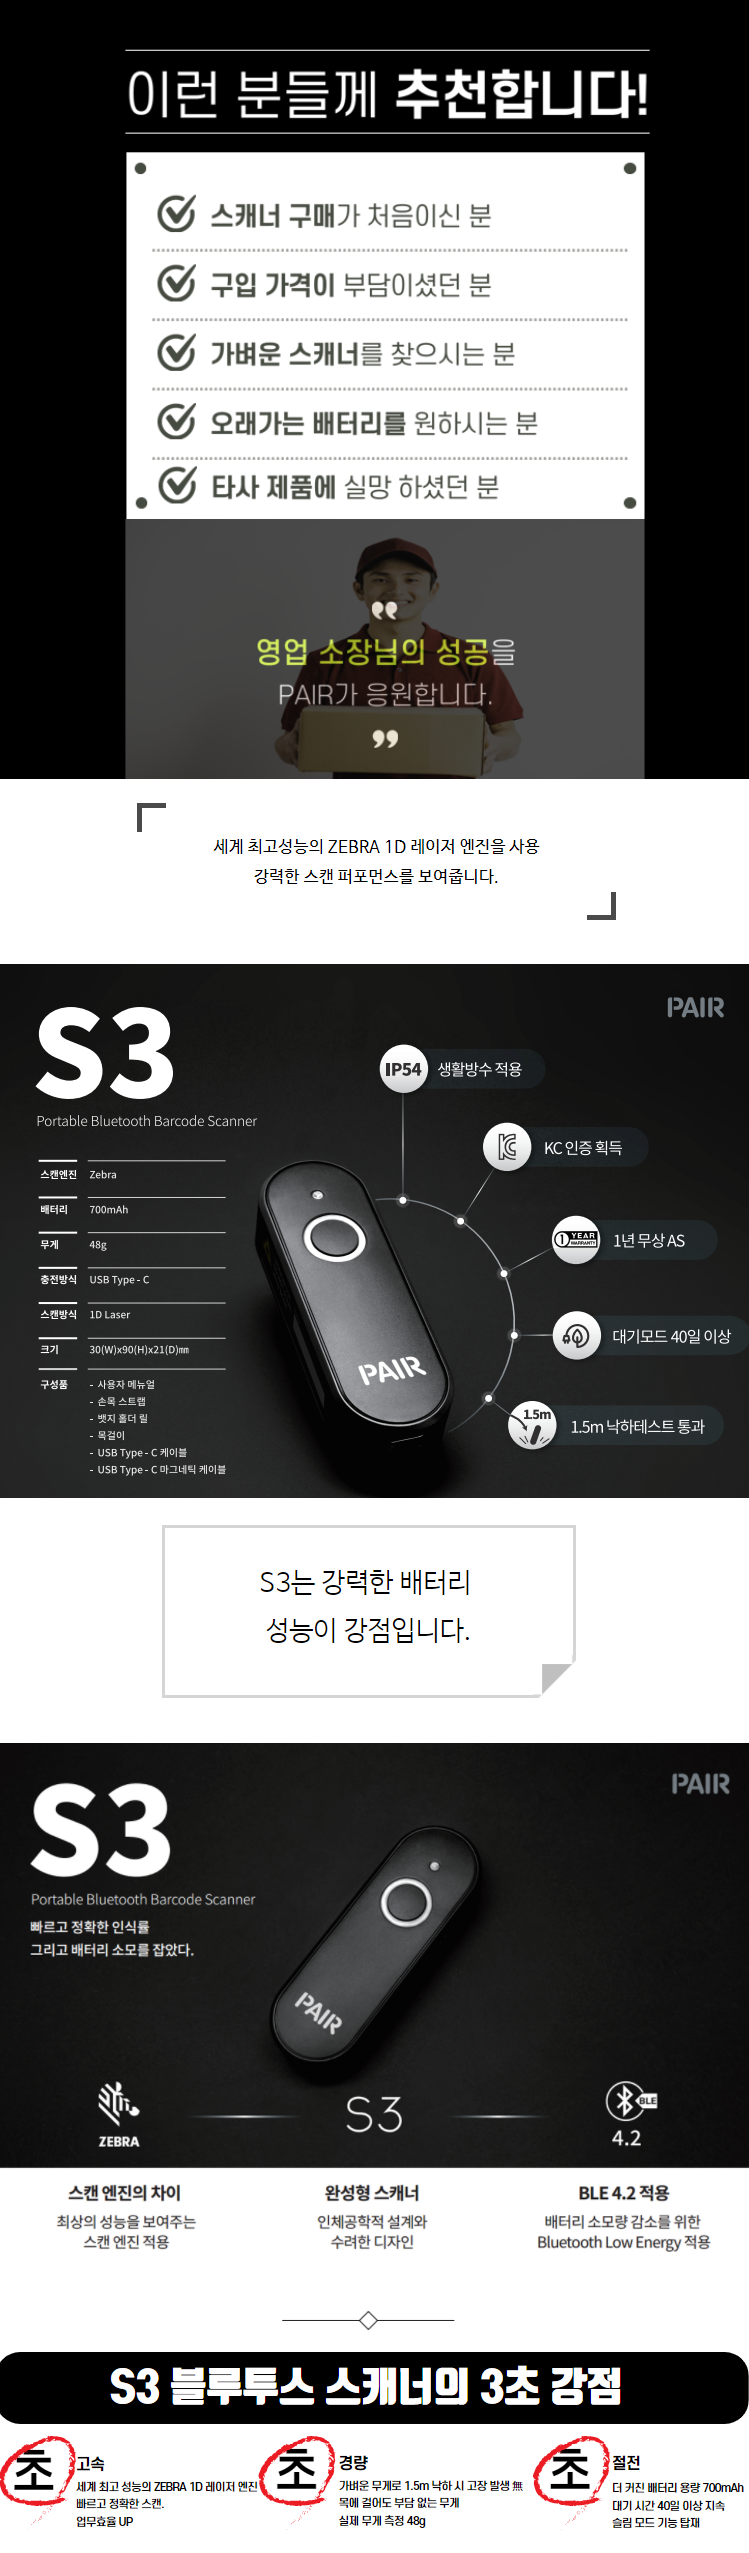 이런 분들께 추천합니다!
스캐너 구매가 처음이신 분
구입 가격이 부담이셨던 분
가벼운 스캐너를 찾으시는 분
오래가는 배터리를 원하시는 분
타사 제품에 실망 하셨던 분
“
영업 소장님의 성공을
PAIR가 응원합니다.
”
세계 최고성능의 ZEBRA 1D 레이저 엔진을 사용
강력한 스캔 퍼포먼스를 보여줍니다.
PAIR
S3
Portable Bluetooth Barcode Scanner
스캔엔진 Zebra
배터리 700mAh
무게 48g
충전방식 USB Type - C
스캔방식 1D Laser
크기 30(W)x90(H)x21(D)mm
구성품 - 사용자 메뉴얼
- 손목 스트랩
- 뱃지 홀더 릴
- 목걸이
- USB Type - C 케이블
- USB Type - C 마그네틱 케이블
IP54 생활방수 적용
KC 인증 획득
1 YEAR WARRANTY 1년 무상 AS
대기모드 40일 이상
1.5m 1.5m 낙하테스트 통과
PAIR
S3는 강력한 배터리
성능이 강점입니다.
PAIR
S3
Portable Bluetooth Barcode Scanner
빠르고 정확한 인식률
그리고 배터리 소모를 잡았다.
PAIR
ZEBRA
S3
BLE
4.2
스캔 엔진의 차이
최상의 성능을 보여주는
스캔 엔진 적용
완성형 스캐너
인체공학적 설계와
수려한 디자인
BLE 4.2 적용
배터리 소모량 감소를 위한
Bluetooth Low Energy 적용
S3 블루투스 스캐너의 3초 강점
초 고속
세계 최고 성능의 ZEBRA 1D 레이저 엔진
빠르고 정확한 스캔.
업무효율 UP
초 경량
가벼운 무게로 1.5m 낙하 시 고장 발생 無
목에 걸어도 부담 없는 무게
실제 무게 측정 48g
초 절전
더 커진 배터리 용량 700mAh
대기 시간 40일 이상 지속
슬립 모드 기능 탑재